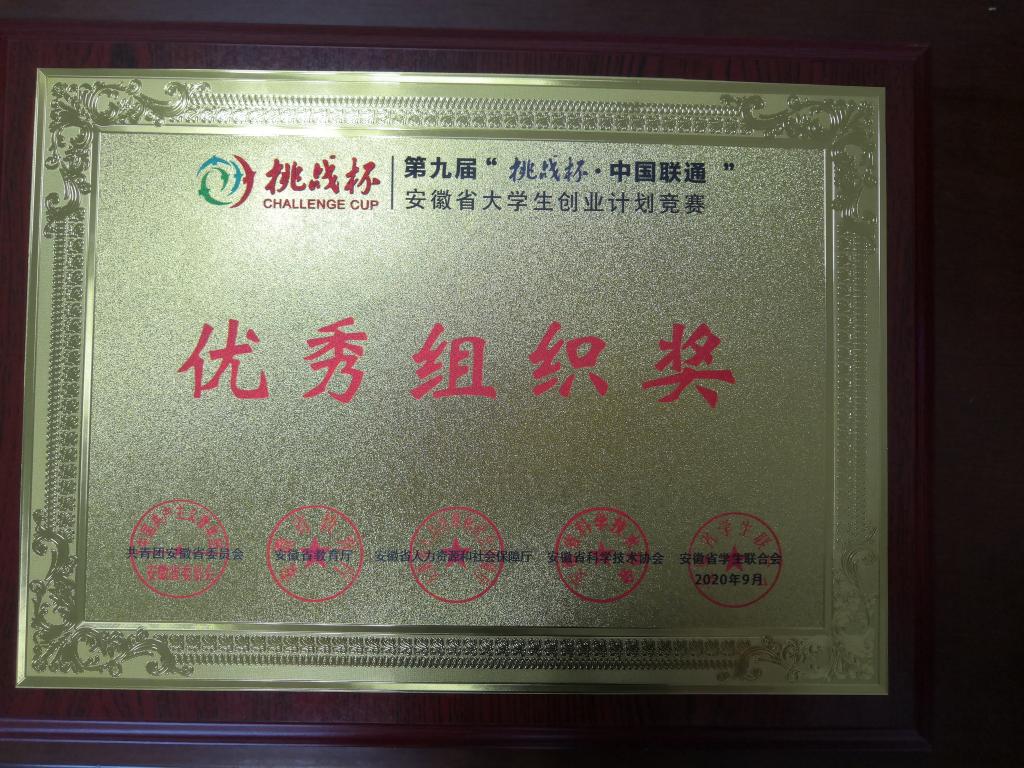 挑战杯
CHALLENGE CUP
第九届“挑战杯·中国联通”
安徽省大学生创业计划竞赛
优秀组织奖
共青团安徽省委员会
安徽省教育厅
安徽省人力资源和社会保障厅
安徽省科学技术协会
安徽省学生联合会
2020年9月